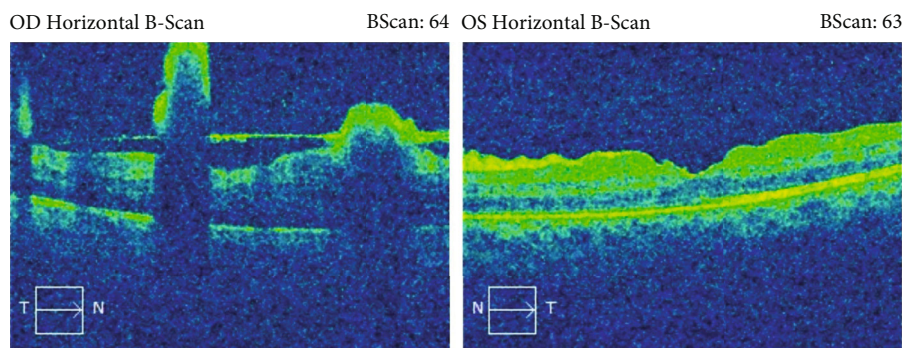 OD Horizontal B-Scan BScan: 64
OS Horizontal B-Scan BScan: 63
T N
N T